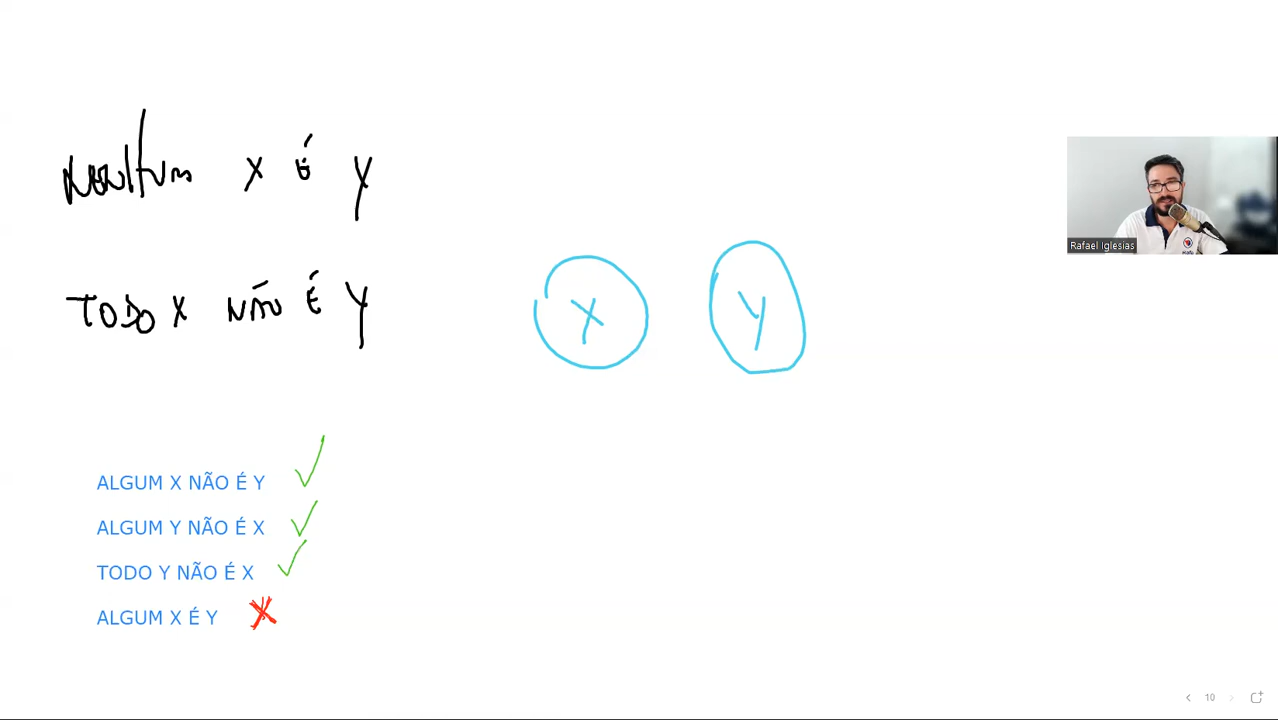 NENHUM X É Y
Rafael Iglesias
X Y
TODO X NÃO É Y
ALGUM X NÃO É Y
ALGUM Y NÃO É X
TODO Y NÃO É X
ALGUM X É Y
10